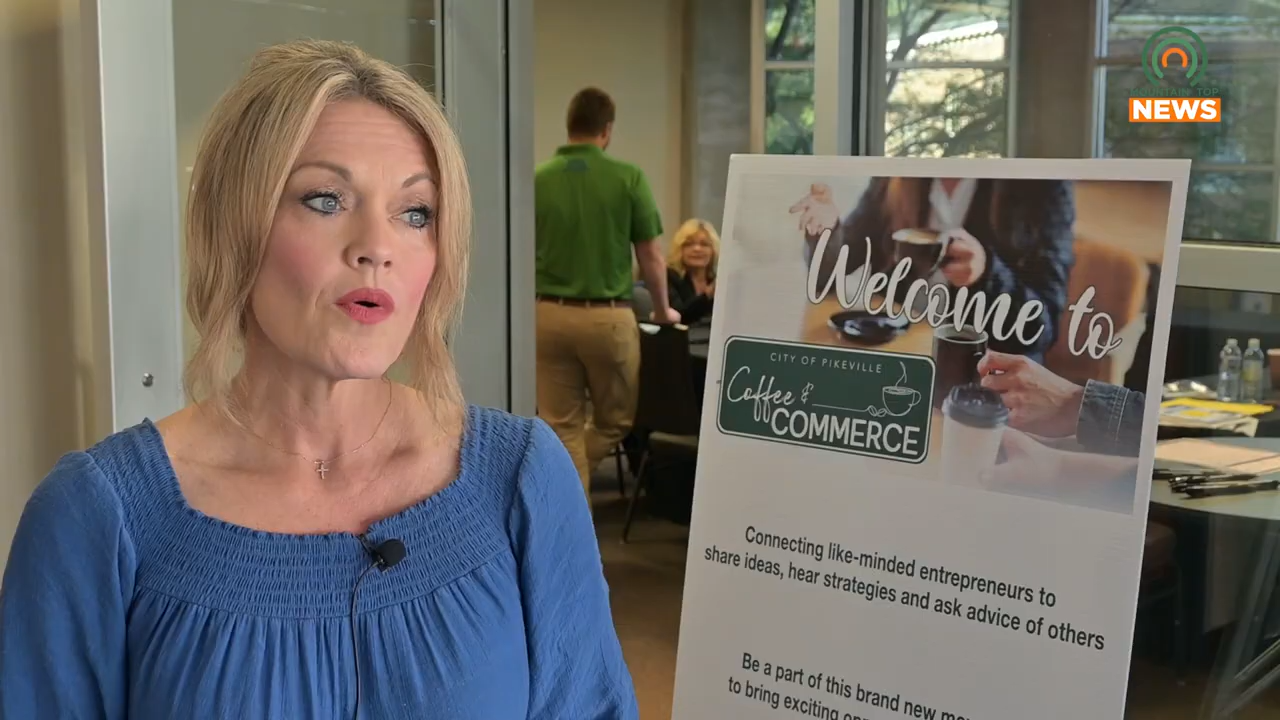 MOUNTAIN TOP
NEWS
Welcome to
CITY OF PIKEVILLE
Coffee &
COMMERCE
Connecting like-minded entrepreneurs to
share ideas, hear strategies and ask advice of others
Be a part of this brand new
to bring exciting